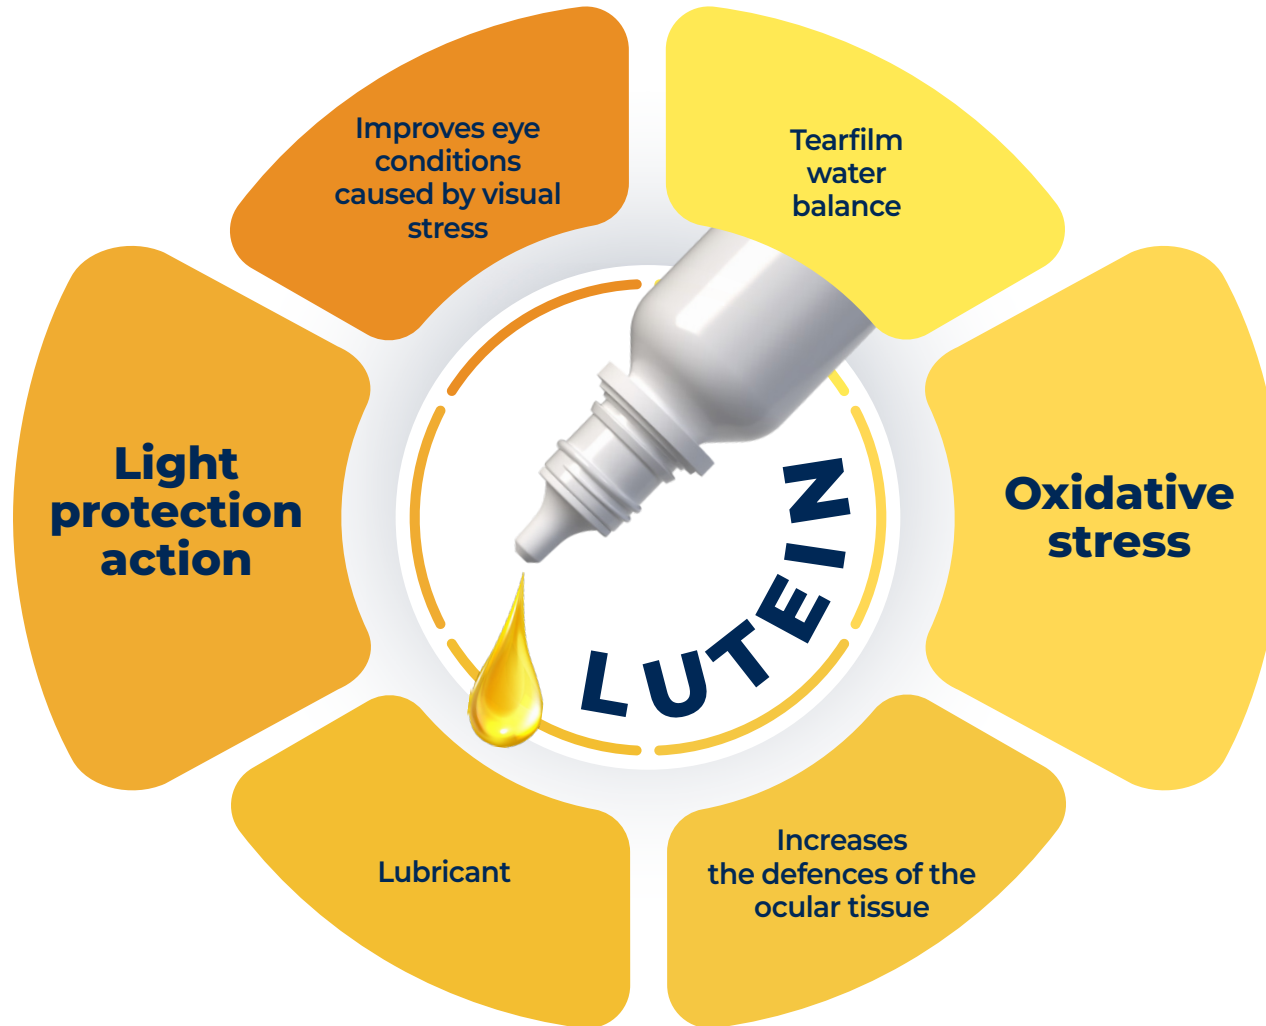 Improves eye
conditions
caused by visual
stress
Tearfilm
water
balance
Light
protection
action
Oxidative
stress
LUTEIN
Lubricant
Increases
the defences of the
ocular tissue